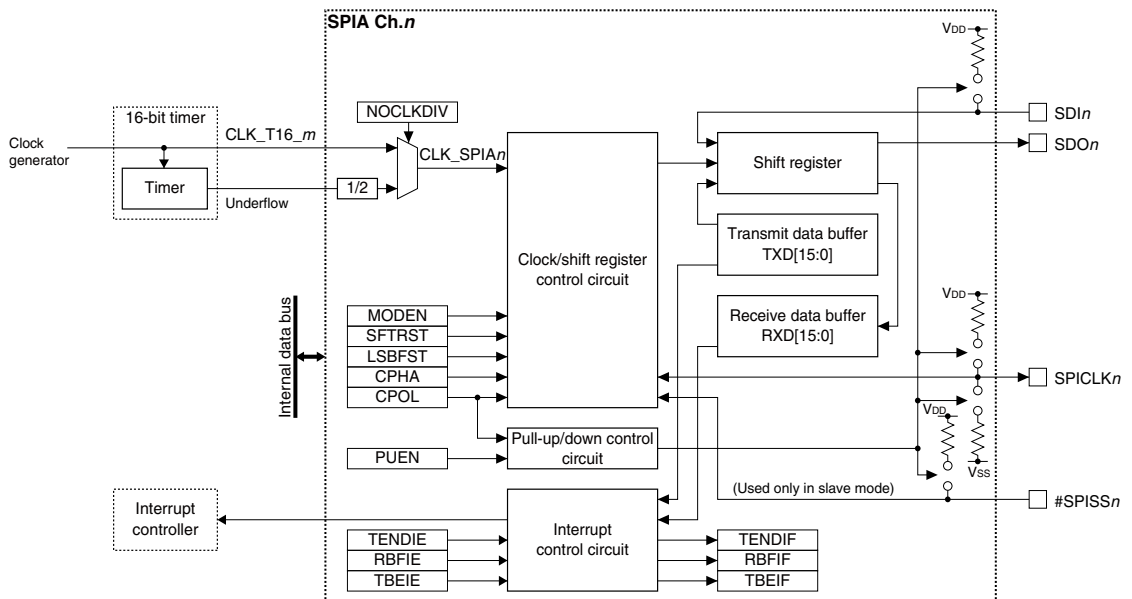 SPIA Ch.n
VDD
NOCLKDIV
16-bit timer
CLK_T16_m
Clock
generator
Timer
Underflow
1/2
CLK_SPIAn
Clock/shift register
control circuit
Shift register
Transmit data buffer
TXD[15:0]
Receive data buffer
RXD[15:0]
SDIn
SDOn
Internal data bus
MODEN
SFTRST
LSBFST
CPHA
CPOL
PUEN
Pull-up/down control
circuit
VDD
SPICLKn
VDD
VSS
(Used only in slave mode)
#SPISSn
Interrupt
controller
Interrupt
control circuit
TENDIE
RBFIE
TBEIE
TENDIF
RBFIF
TBEIF